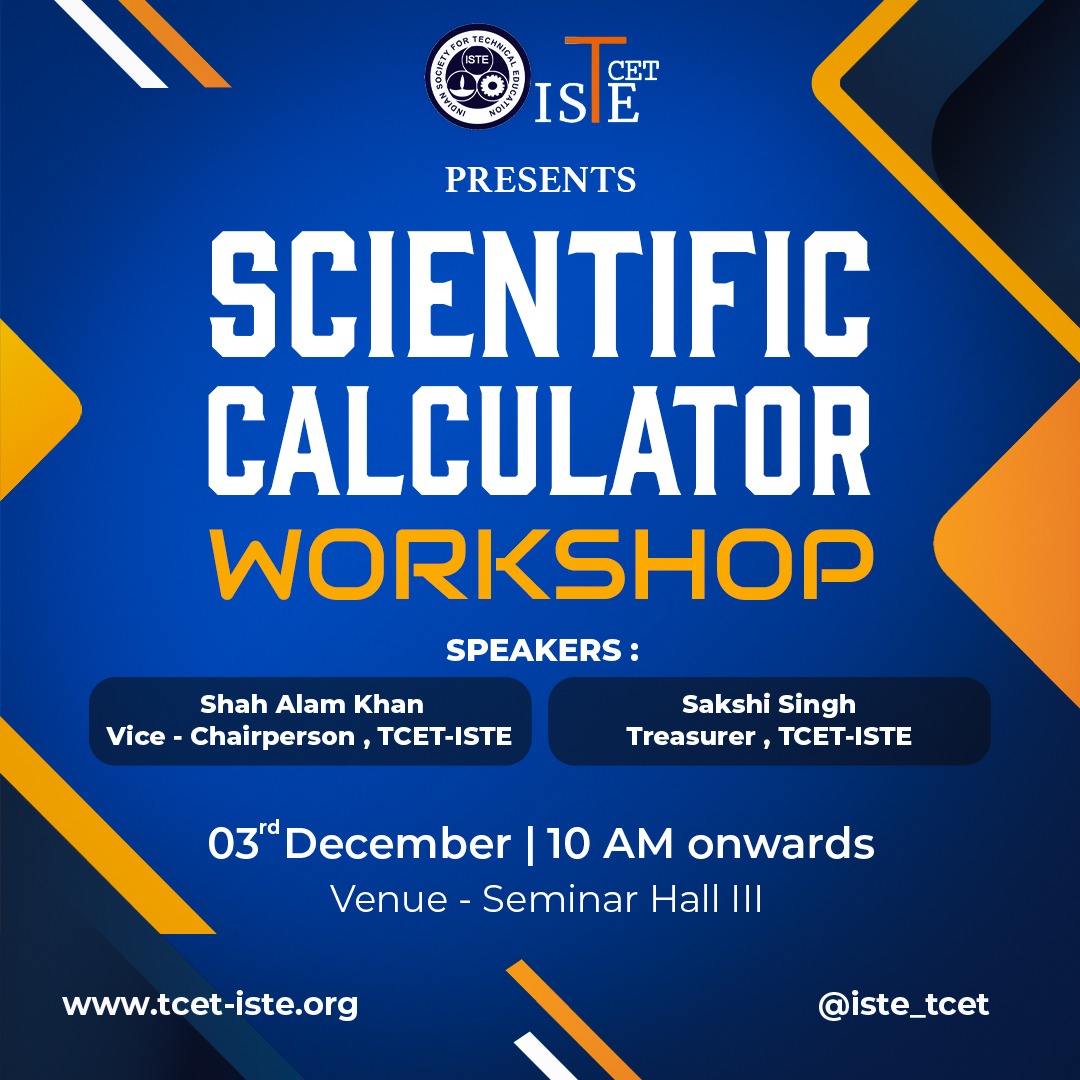 INDIAN SOCIETY FOR TECHNICAL EDUCATION
ISTE
TCET
ISTE
PRESENTS
SCIENTIFIC
CALCULATOR
WORKSHOP
SPEAKERS :
Shah Alam Khan
Vice - Chairperson , TCET-ISTE
Sakshi Singh
Treasurer , TCET-ISTE
03rd December | 10 AM onwards
Venue - Seminar Hall III
www.tcet-iste.org
@iste_tcet